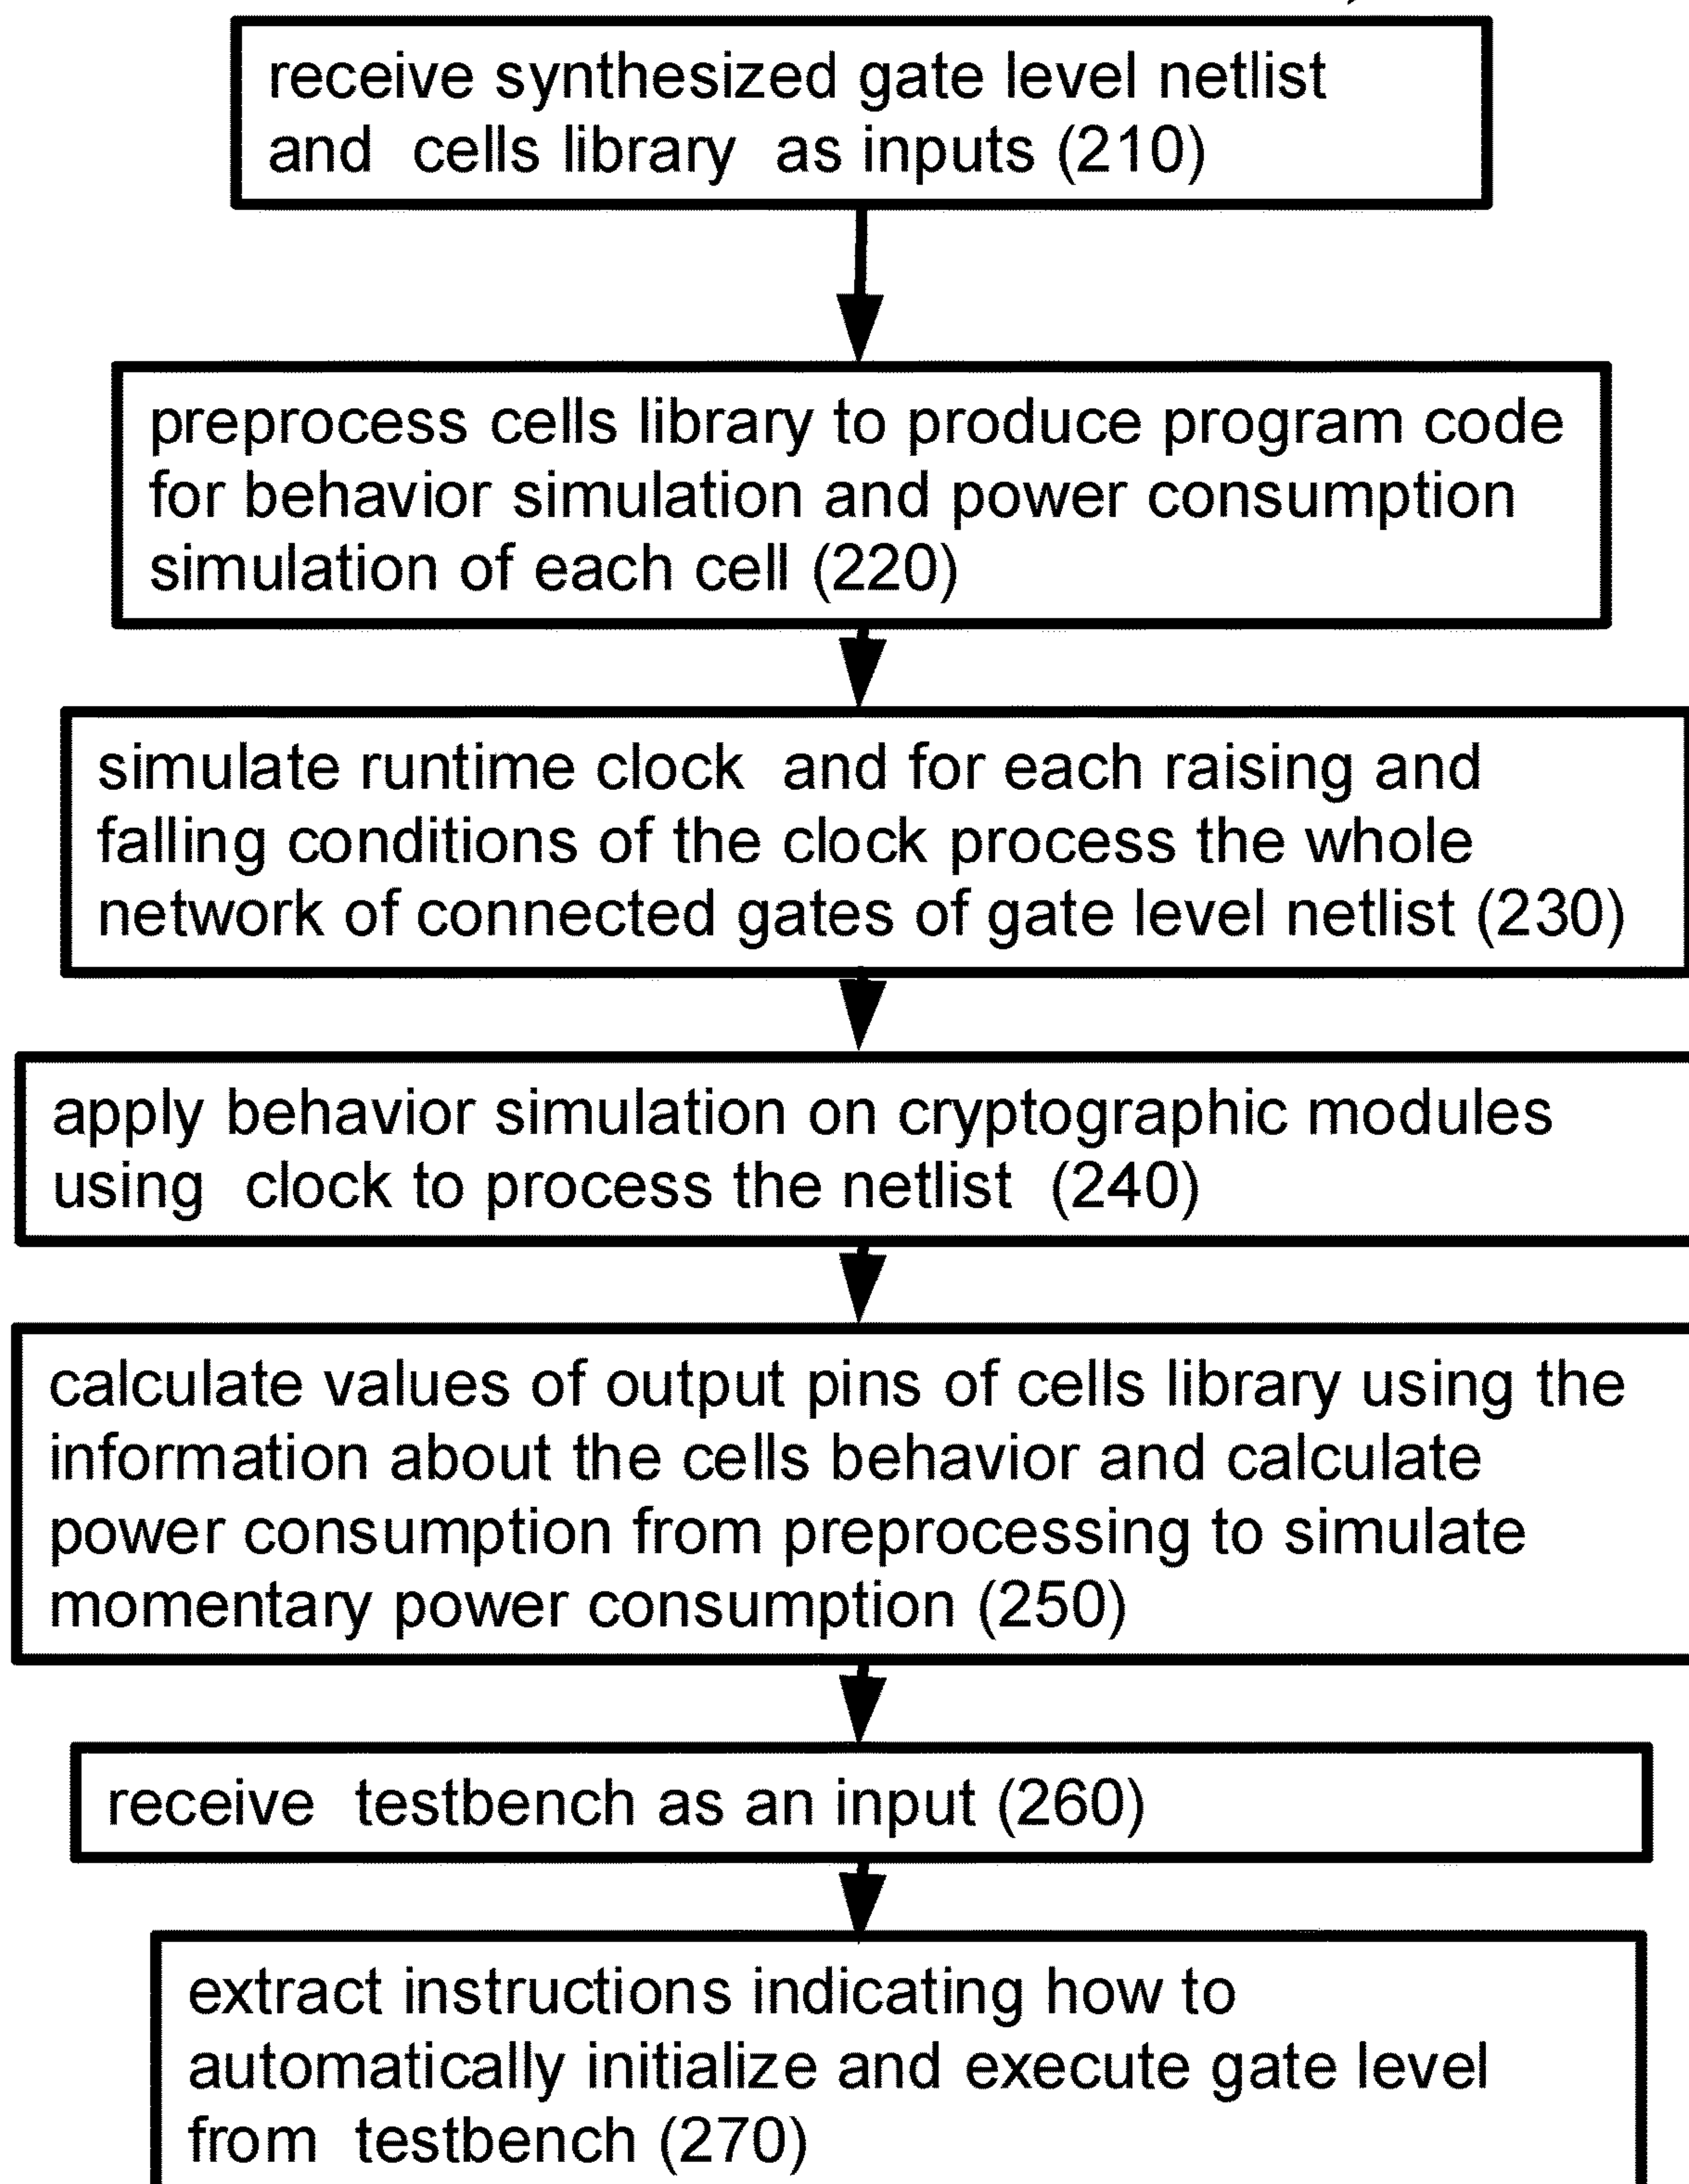 receive synthesized gate level netlist
and cells library as inputs (210)
preprocess cells library to produce program code
for behavior simulation and power consumption
simulation of each cell (220)
simulate runtime clock and for each raising and
falling conditions of the clock process the whole
network of connected gates of gate level netlist (230)
apply behavior simulation on cryptographic modules
using clock to process the netlist (240)
calculate values of output pins of cells library using the
information about the cells behavior and calculate
power consumption from preprocessing to simulate
momentary power consumption (250)
receive testbench as an input (260)
extract instructions indicating how to
automatically initialize and execute gate level
from testbench (270)